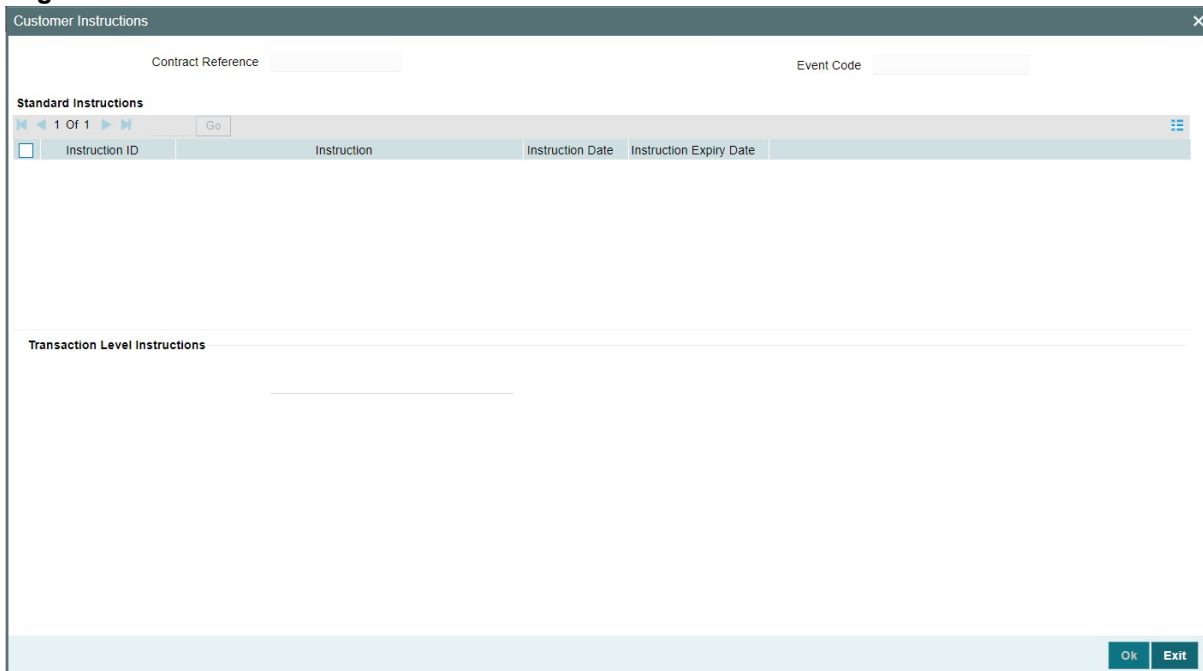 Customer Instructions
Contract Reference
Event Code
Standard Instructions
1 Of 1 Go
Instruction ID Instruction Instruction Date Instruction Expiry Date
Transaction Level Instructions
Ok Exit